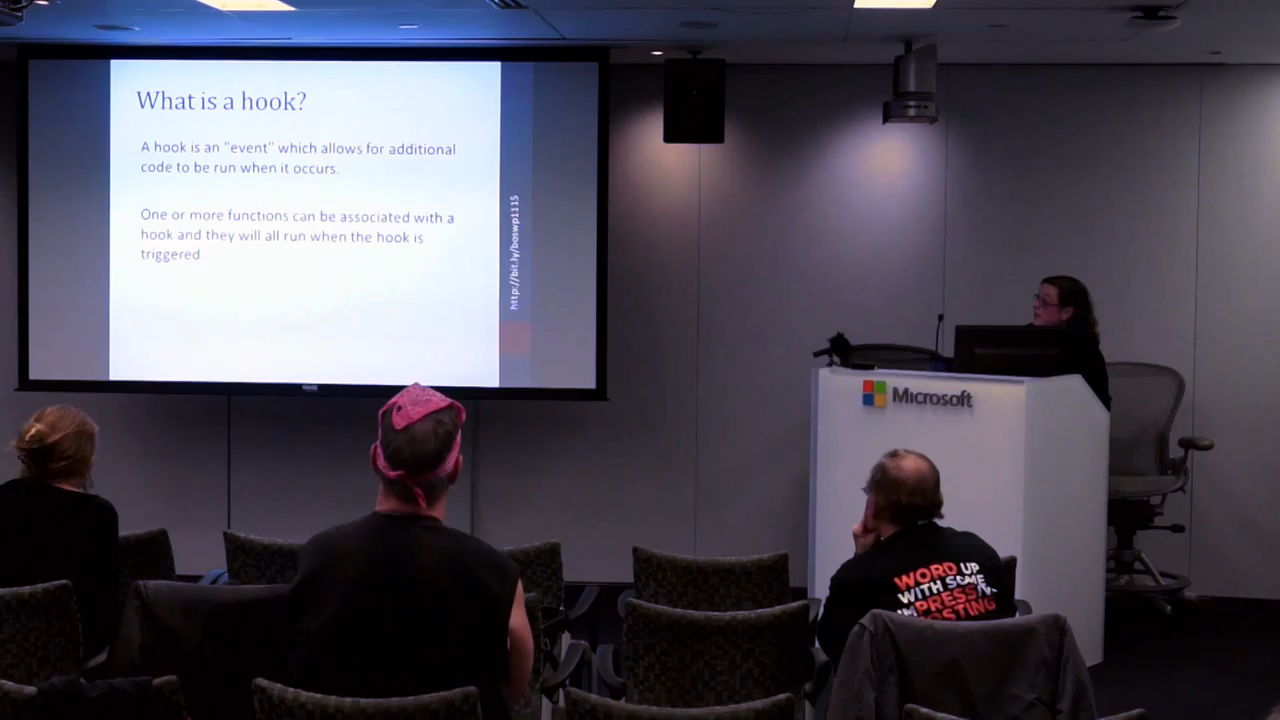 What is a hook?
A hook is an "event" which allows for additional
code to be run when it occurs.
One or more functions can be associated with a
hook and they will all run when the hook is
triggered.
http://bit.ly/boswp1115
Microsoft
WORD UP
WITH SOME
PRESS